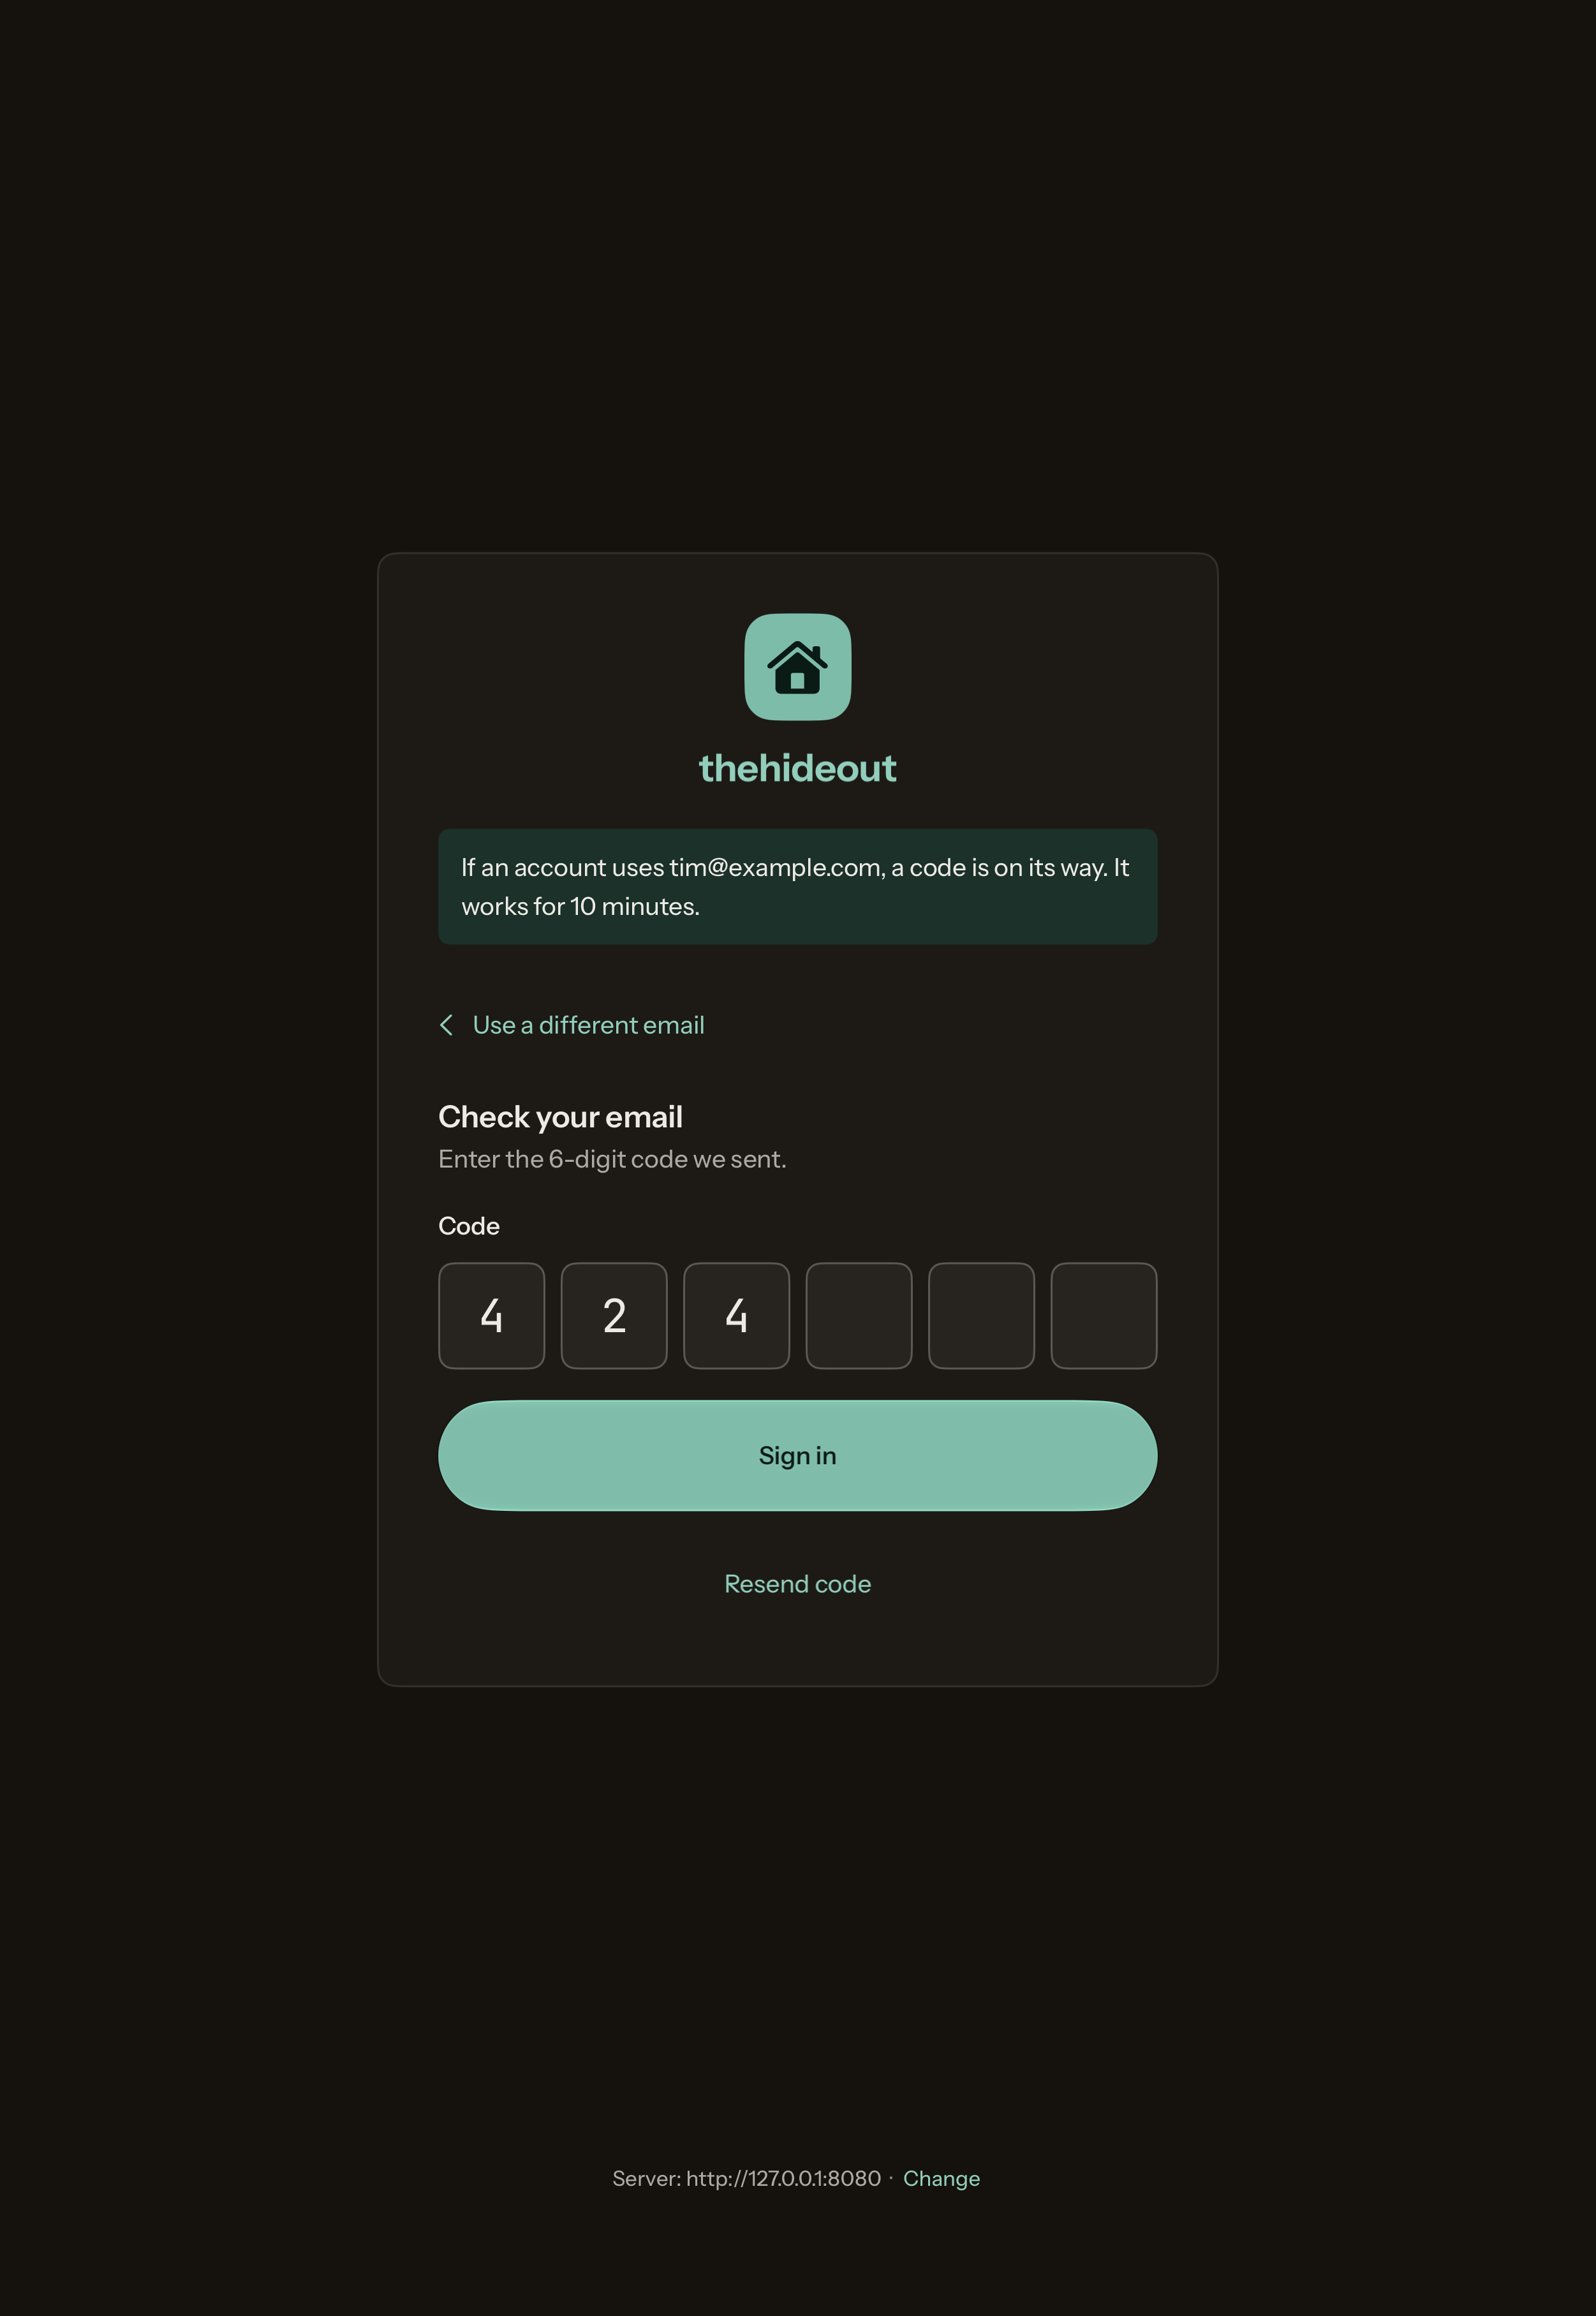 thehideout
If an account uses tim@example.com, a code is on its way. It
works for 10 minutes.
Use a different email
Check your email
Enter the 6-digit code we sent.
Code
4 2 4
Sign in
Resend code
Server: http://127.0.0.1:8080 · Change